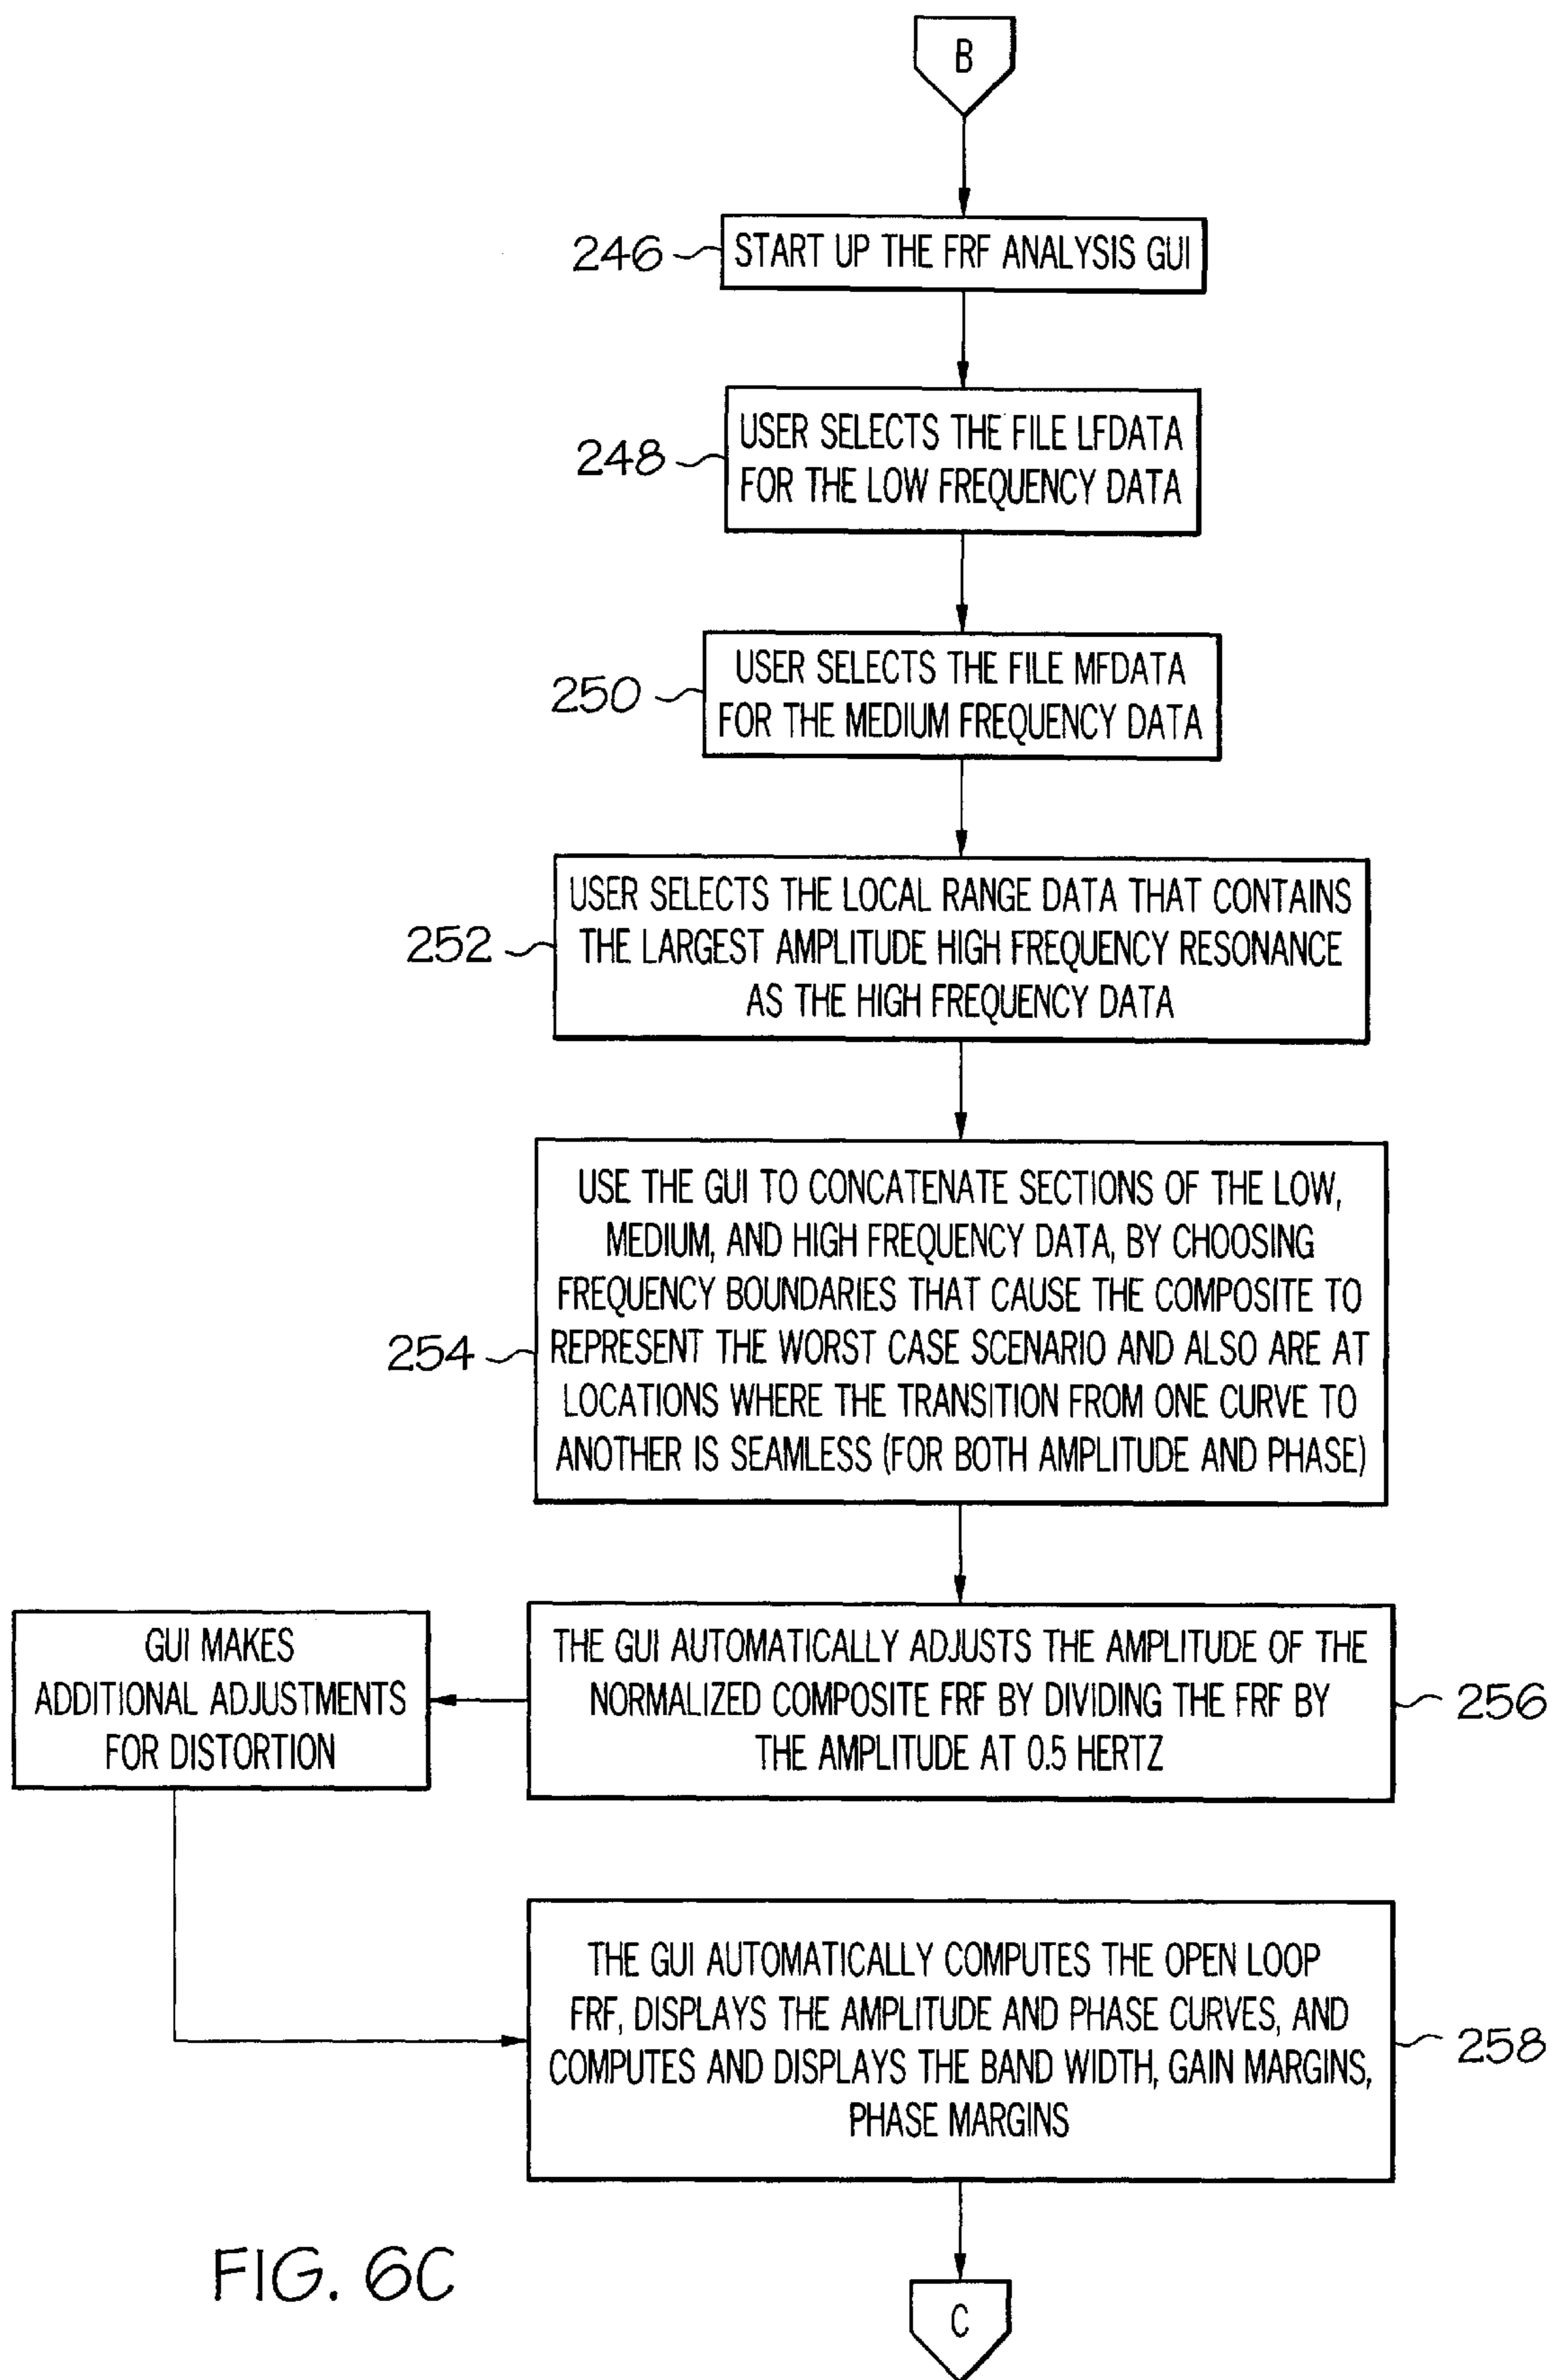 B
246
START UP THE FRF ANALYSIS GUI
248
USER SELECTS THE FILE LFDATA
FOR THE LOW FREQUENCY DATA
250
USER SELECTS THE FILE MFDATA
FOR THE MEDIUM FREQUENCY DATA
252
USER SELECTS THE LOCAL RANGE DATA THAT CONTAINS
THE LARGEST AMPLITUDE HIGH FREQUENCY RESONANCE
AS THE HIGH FREQUENCY DATA
254
USE THE GUI TO CONCATENATE SECTIONS OF THE LOW,
MEDIUM, AND HIGH FREQUENCY DATA, BY CHOOSING
FREQUENCY BOUNDARIES THAT CAUSE THE COMPOSITE TO
REPRESENT THE WORST CASE SCENARIO AND ALSO ARE AT
LOCATIONS WHERE THE TRANSITION FROM ONE CURVE TO
ANOTHER IS SEAMLESS (FOR BOTH AMPLITUDE AND PHASE)
THE GUI AUTOMATICALLY ADJUSTS THE AMPLITUDE OF THE
NORMALIZED COMPOSITE FRF BY DIVIDING THE FRF BY
THE AMPLITUDE AT 0.5 HERTZ
256
GUI MAKES
ADDITIONAL ADJUSTMENTS
FOR DISTORTION
THE GUI AUTOMATICALLY COMPUTES THE OPEN LOOP
FRF, DISPLAYS THE AMPLITUDE AND PHASE CURVES, AND
COMPUTES AND DISPLAYS THE BAND WIDTH, GAIN MARGINS,
PHASE MARGINS
258
C
FIG. 6C